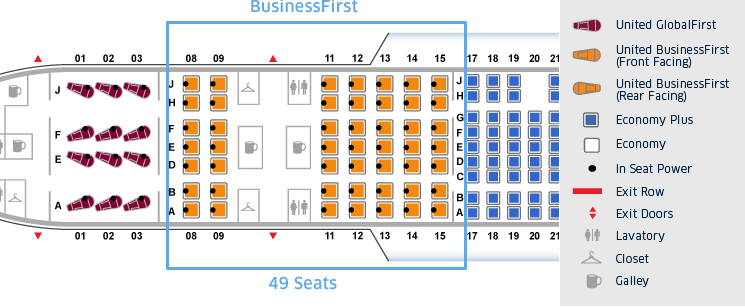 BusinessFirst
01 02 03 08 09 11 12 13 14 15 17 18 19 20 21
J J J
H H
F F G
F
E E E
D D
C
B B
A A A
01 02 03 08 09 11 12 13 14 15 17 18 19 20 21
49 Seats
United GlobalFirst
United BusinessFirst
(Front Facing)
United BusinessFirst
(Rear Facing)
Economy Plus
Economy
In Seat Power
Exit Row
Exit Doors
Lavatory
Closet
Galley